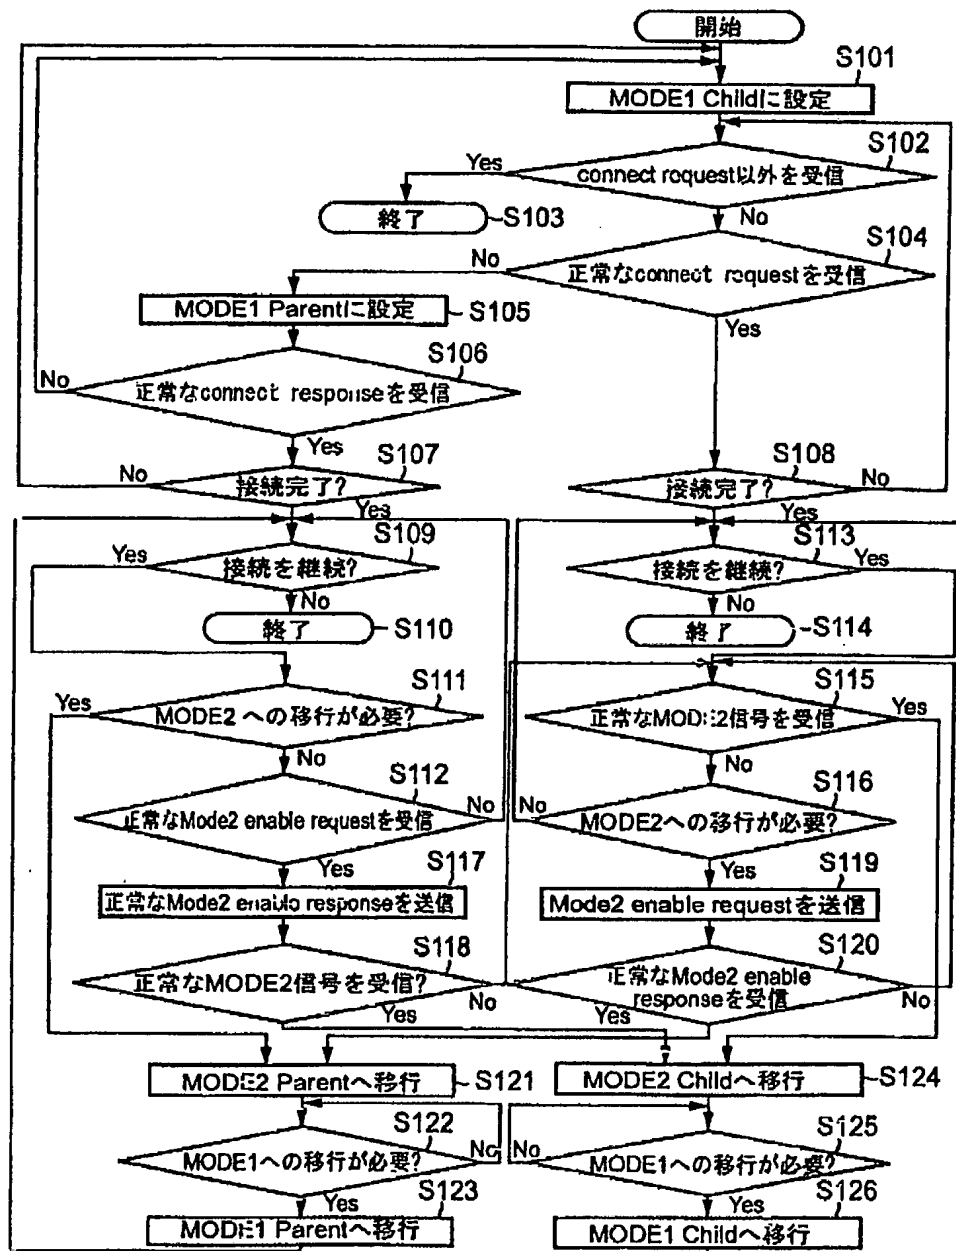 開始
S101
MODE1 Childに設定
S102
Yes
connect request以外を受信
終了
S103
No
S104
No
正常なconnect requestを受信
MODE1 Parentに設定
S105
Yes
S106
No
正常なconnect responseを受信
Yes
S107
No
接続完了?
Yes
S108
接続完了?
No
Yes
S109
Yes
接続を継続?
No
終了
S110
S113
接続を継続?
Yes
No
終了
S114
S111
Yes
MODE2 への移行が必要?
No
S115
正常なMODE2信号を受信
Yes
No
S112
正常なMode2 enable requestを受信
No
Yes
S116
No
MODE2への移行が必要?
Yes
S117
正常なMode2 enable responseを送信
S119
Mode2 enable requestを送信
S118
正常なMODE2信号を受信?
No
Yes
S120
正常なMode2 enable
responseを受信
No
Yes
MODE2 Parentへ移行
S121
MODE2 Childへ移行
S124
S122
MODE1への移行が必要?
No
Yes
S125
No
MODE1への移行が必要?
Yes
S123
MODE1 Parentへ移行
S126
MODE1 Childへ移行